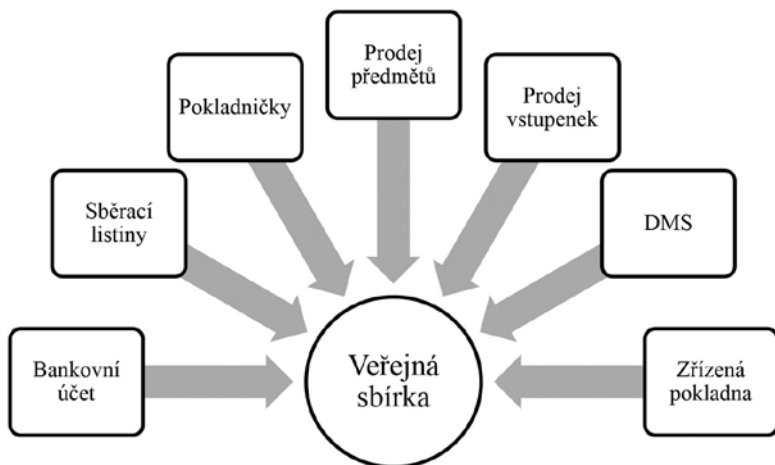 Prodej
předmětů
Pokladničky
Prodej
vstupenek
Sběrací
listiny
DMS
Bankovní
účet
Veřejná
sbírka
Zřízená
pokladna